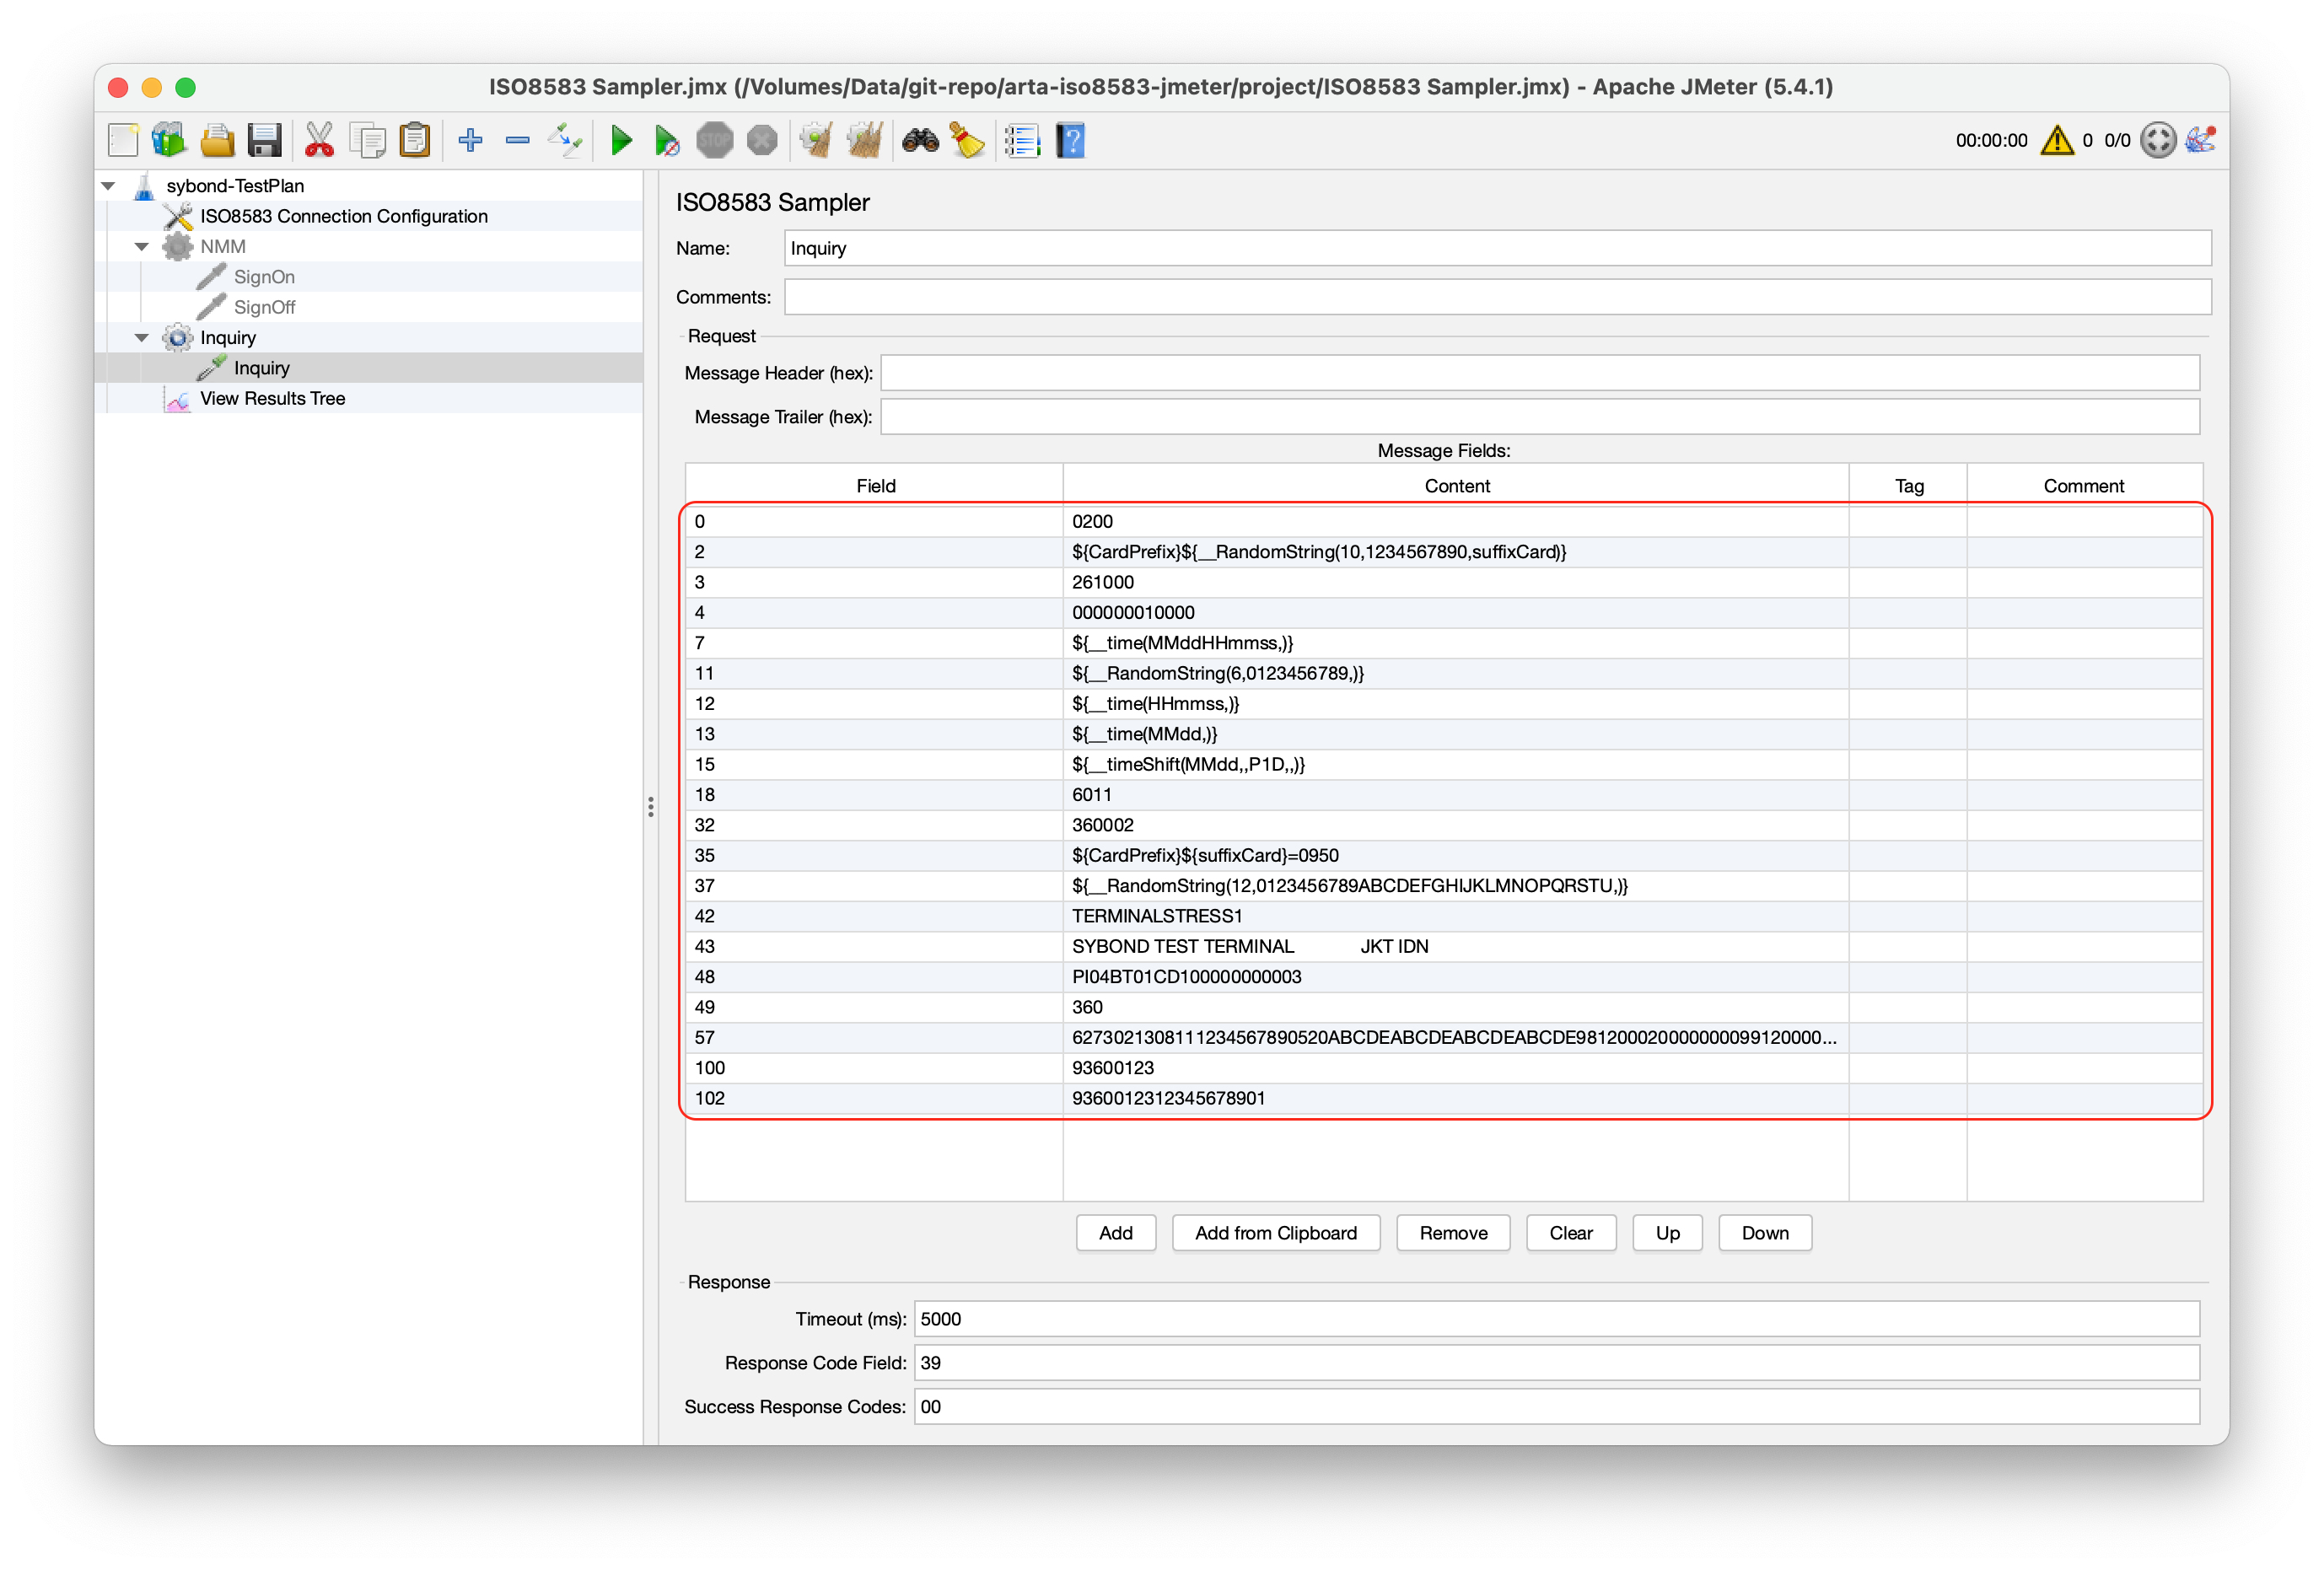 ISO8583 Sampler.jmx (/Volumes/Data/git-repo/arta-iso8583-jmeter/project/ISO8583 Sampler.jmx) - Apache JMeter (5.4.1)
STOP 00:00:00 0 0/0
sybond-TestPlan
ISO8583 Connection Configuration
NMM
SignOn
SignOff
Inquiry
Inquiry
View Results Tree
ISO8583 Sampler
Name: Inquiry
Comments:
Request
Message Header (hex):
Message Trailer (hex):
Message Fields:
Field Content Tag Comment
0 0200
2 ${CardPrefix}${__RandomString(10,1234567890,suffixCard)}
3 261000
4 000000010000
7 ${__time(MMddHHmmss,)}
11 ${__RandomString(6,0123456789,)}
12 ${__time(HHmmss,)}
13 ${__time(MMdd,)}
15 ${__timeShift(MMdd,,P1D,,)}
18 6011
32 360002
35 ${CardPrefix}${suffixCard}=0950
37 ${__RandomString(12,0123456789ABCDEFGHIJKLMNOPQRSTU,)}
42 TERMINALSTRESS1
43 SYBOND TEST TERMINAL JKT IDN
48 PI04BT01CD100000000003
49 360
57 6273021308111234567890520ABCDEABCDEABCDEABCDE9812000200000000099120000...
100 93600123
102 9360012312345678901
Add Add from Clipboard Remove Clear Up Down
Response
Timeout (ms): 5000
Response Code Field: 39
Success Response Codes: 00